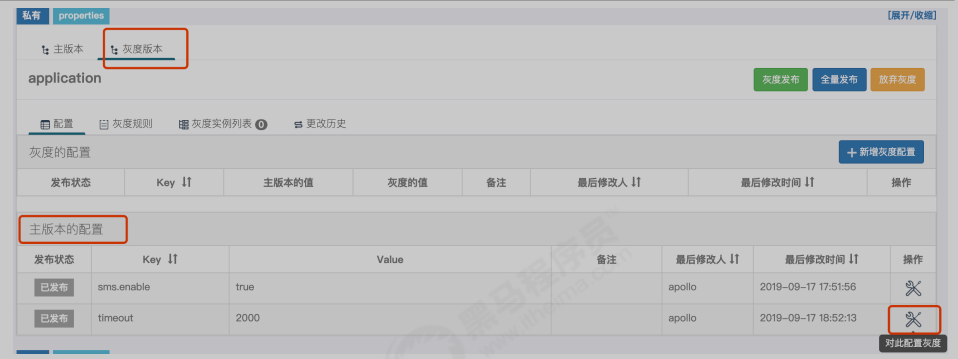 私有 properties [展开/收缩]
主版本 灰度版本
application 灰度发布 全量发布 放弃灰度
配置 灰度规则 灰度实例列表 0 更改历史
灰度的配置 +新增灰度配置
发布状态 Key ↓↑ 主版本的值 灰度的值 备注 最后修改人 ↓↑ 最后修改时间 ↓↑ 操作
主版本的配置
发布状态 Key ↓↑ Value 备注 最后修改人 ↓↑ 最后修改时间 ↓↑ 操作
已发布 sms.enable true apollo 2019-09-17 17:51:56
已发布 timeout 2000 apollo 2019-09-17 18:52:13
对此配置灰度
黑马程序员
www.itheima.com